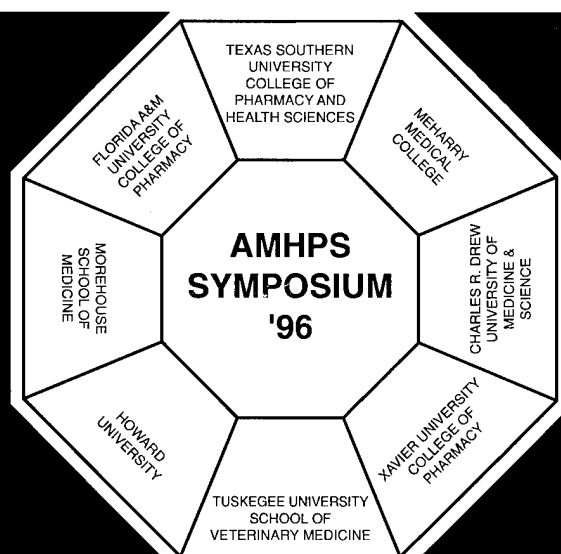 TEXAS SOUTHERN
UNIVERSITY
COLLEGE OF
PHARMACY AND
HEALTH SCIENCES
MEHARRY
MEDICAL
COLLEGE
CHARLES R. DREW
UNIVERSITY OF
MEDICINE &
SCIENCE
XAVIER UNIVERSITY
COLLEGE OF
PHARMACY
TUSKEGEE UNIVERSITY
SCHOOL OF
VETERINARY MEDICINE
HOWARD
UNIVERSITY
MOREHOUSE
SCHOOL OF
MEDICINE
FLORIDA A&M
UNIVERSITY
COLLEGE OF
PHARMACY
AMHPS
SYMPOSIUM
'96